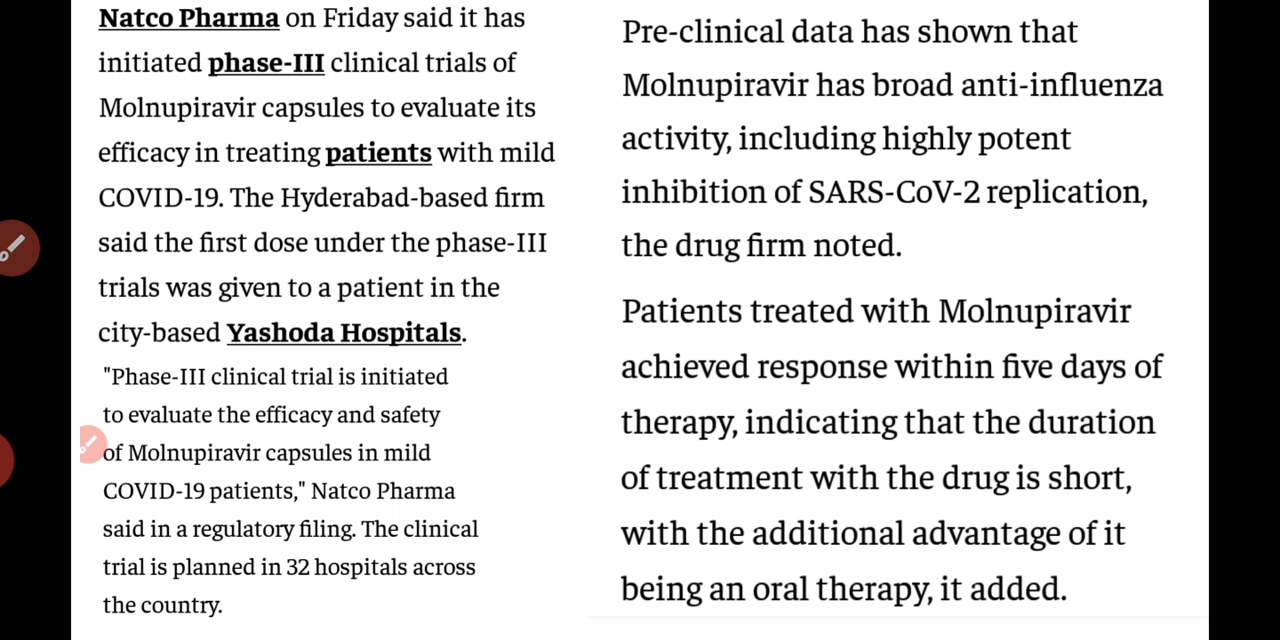 Natco Pharma on Friday said it has
initiated phase-III clinical trials of
Molnupiravir capsules to evaluate its
efficacy in treating patients with mild
COVID-19. The Hyderabad-based firm
said the first dose under the phase-III
trials was given to a patient in the
city-based Yashoda Hospitals.
"Phase-III clinical trial is initiated
to evaluate the efficacy and safety
of Molnupiravir capsules in mild
COVID-19 patients," Natco Pharma
said in a regulatory filing. The clinical
trial is planned in 32 hospitals across
the country.
Pre-clinical data has shown that
Molnupiravir has broad anti-influenza
activity, including highly potent
inhibition of SARS-CoV-2 replication,
the drug firm noted.
Patients treated with Molnupiravir
achieved response within five days of
therapy, indicating that the duration
of treatment with the drug is short,
with the additional advantage of it
being an oral therapy, it added.